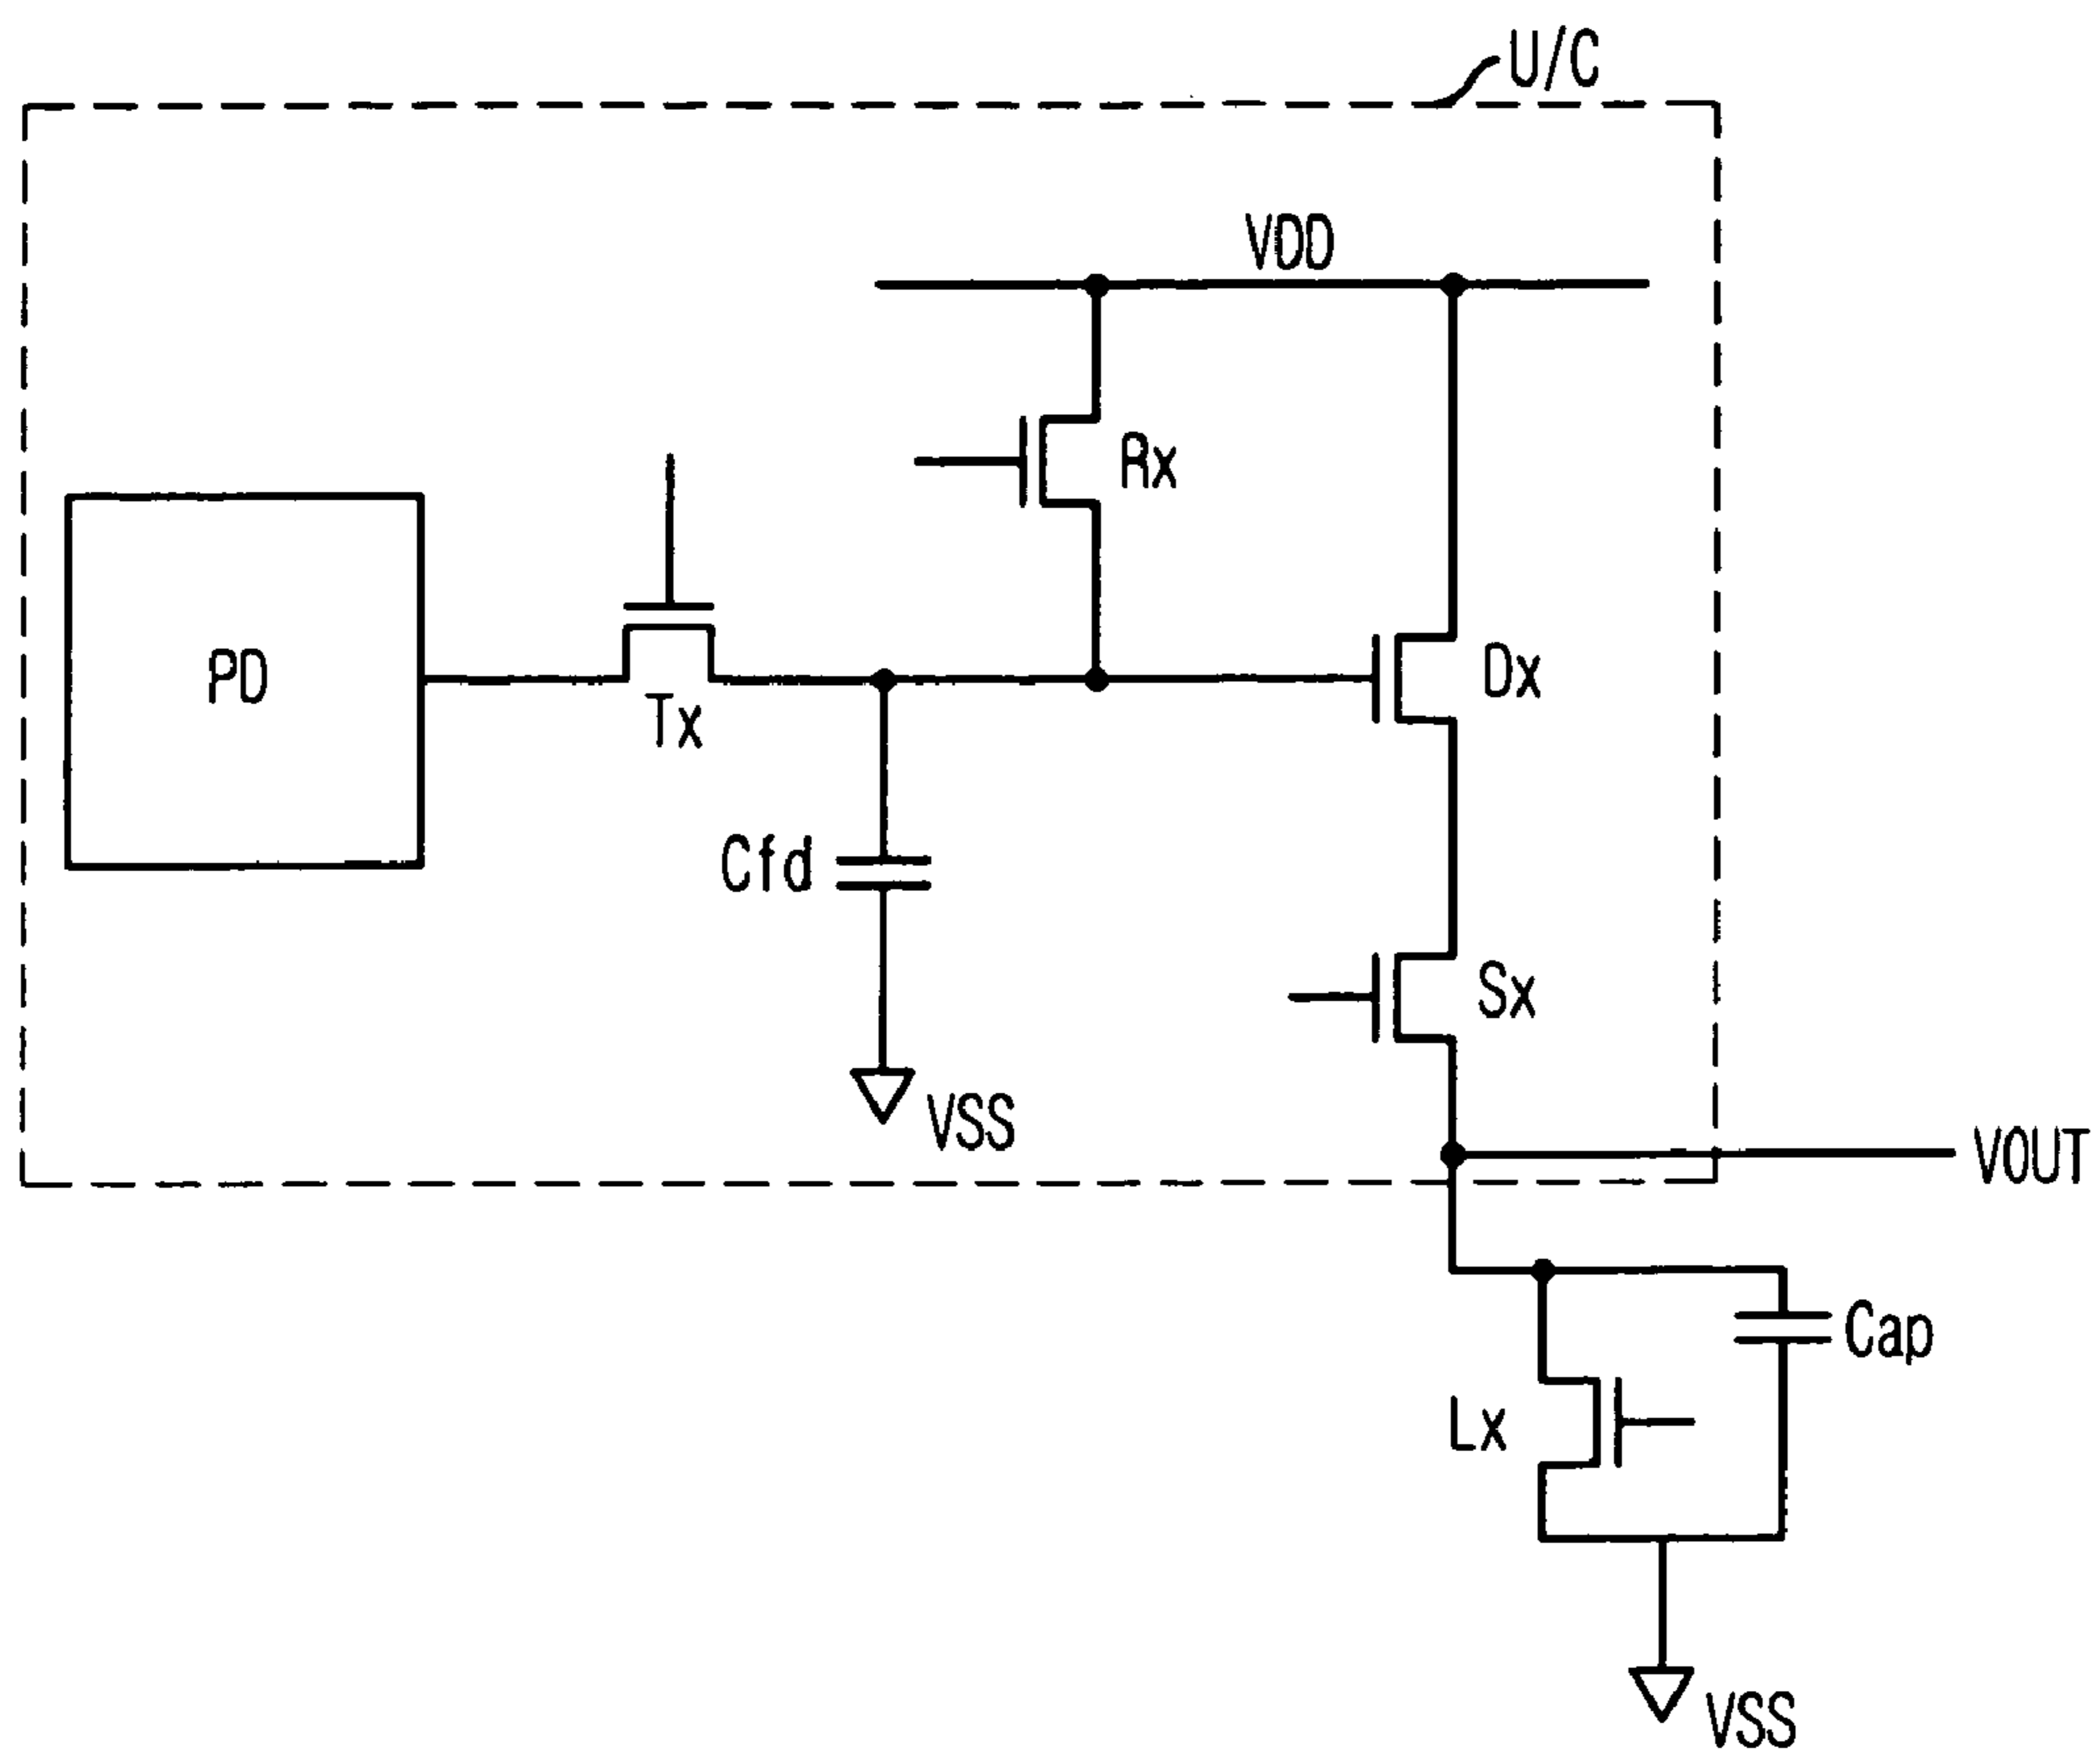 U/C
VDD
Rx
PD
Tx
Dx
Cfd
Sx
VSS
VOUT
Cap
Lx
VSS